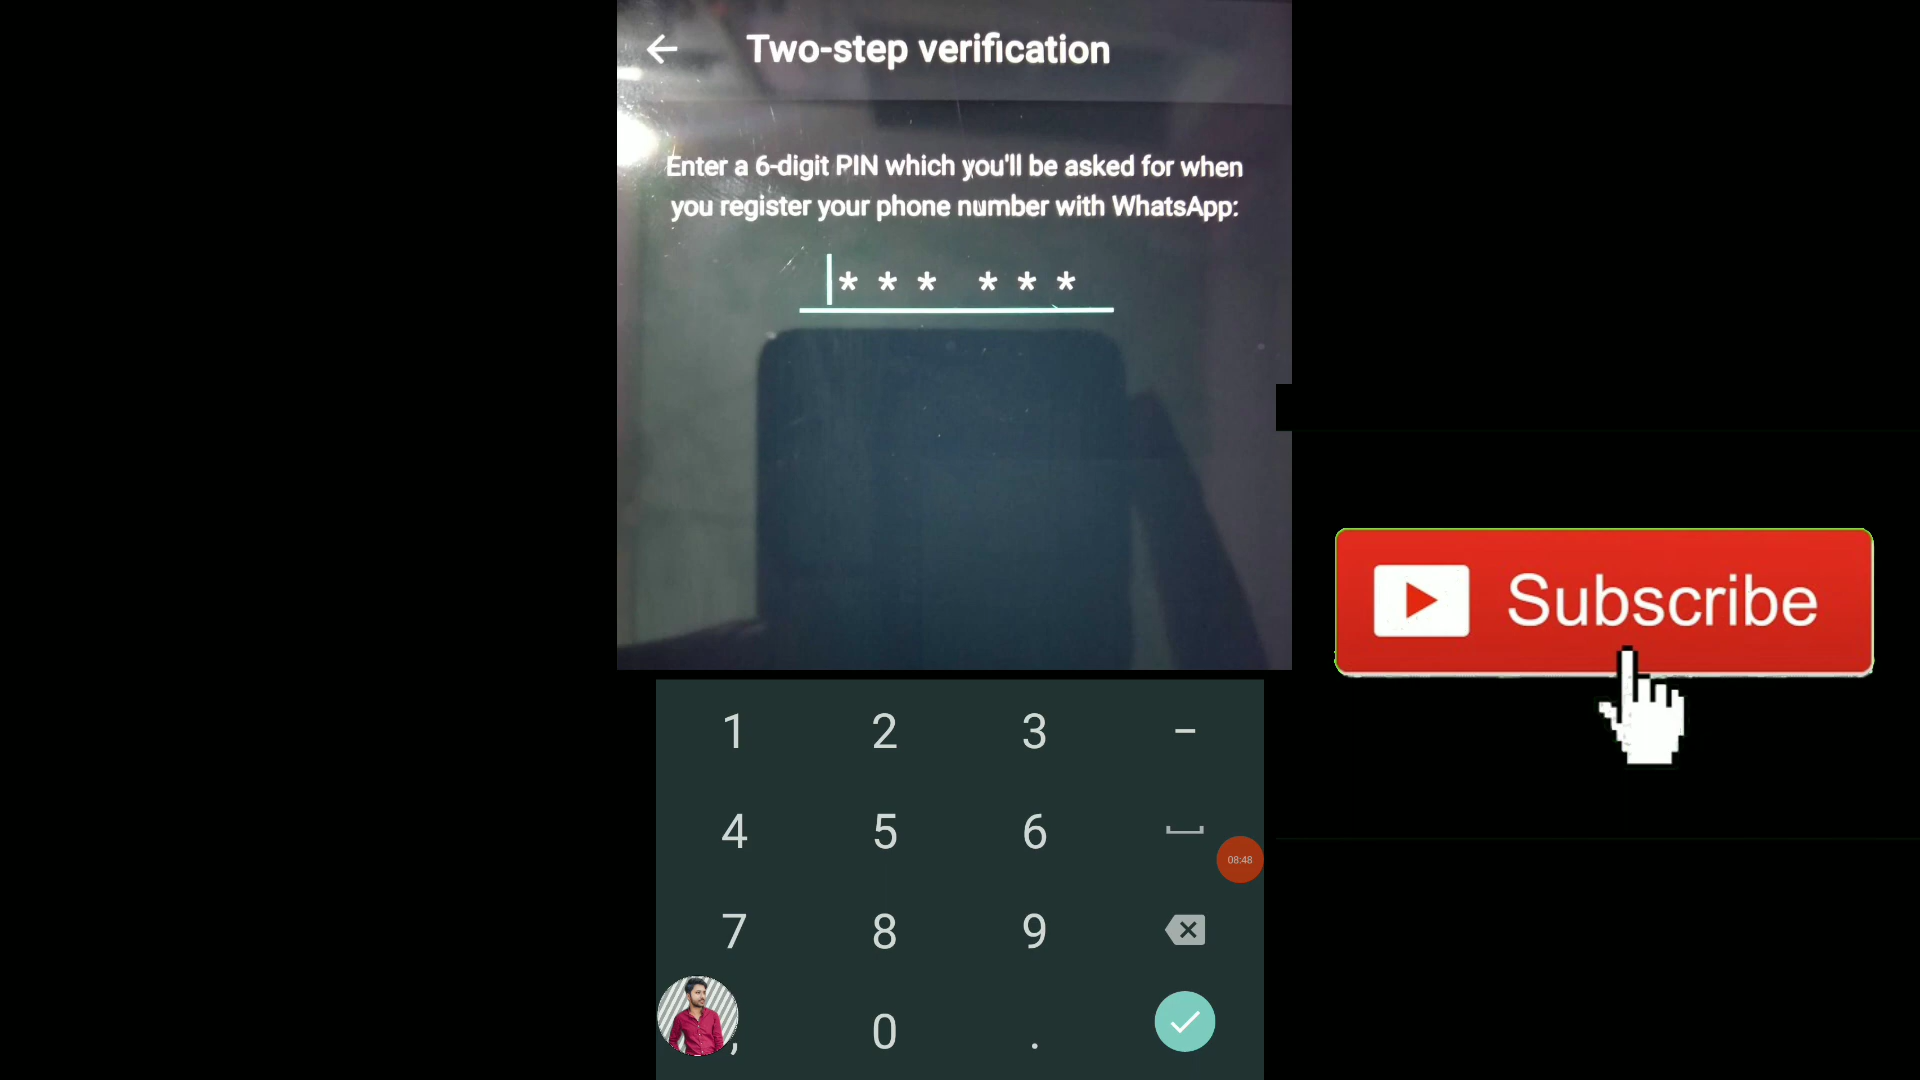 Two-step verification
Enter a 6-digit PIN which you'll be asked for when
you register your phone number with WhatsApp:
* * * * * *
Subscribe
1 2 3 -
4 5 6
08:48
7 8 9
, 0 .